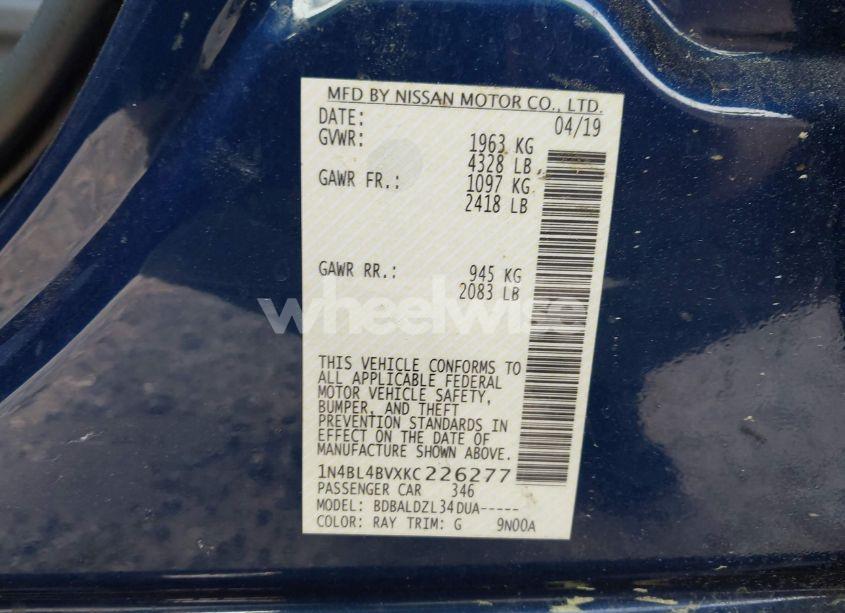 MFD BY NISSAN MOTOR CO., LTD.
DATE: 04/19
GVWR: 1963 KG
4328 LB
GAWR FR.: 1097 KG
2418 LB
GAWR RR.: 945 KG
2083 LB
wheelwise
THIS VEHICLE CONFORMS TO
ALL APPLICABLE FEDERAL
MOTOR VEHICLE SAFETY,
BUMPER, AND THEFT
PREVENTION STANDARDS IN
EFFECT ON THE DATE OF
MANUFACTURE SHOWN ABOVE.
1N4BL4BVXKC226277
PASSENGER CAR 346
MODEL: BDBALDZL34DUA-----
COLOR: RAY TRIM: G 9N00A